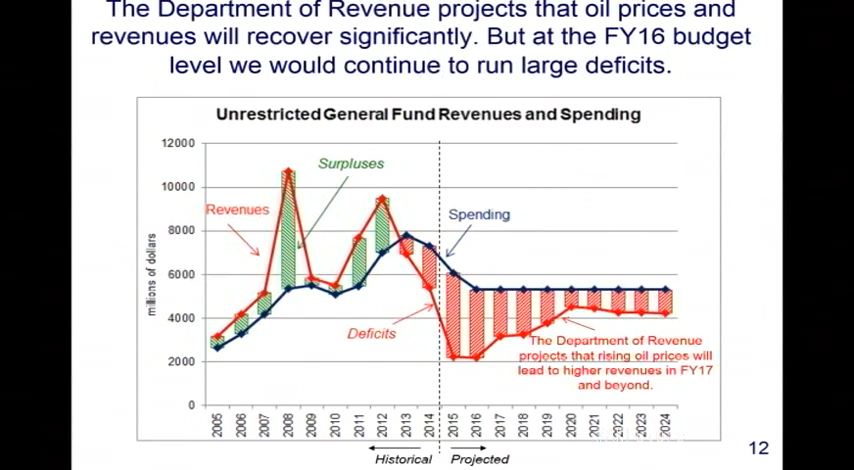 The Department of Revenue projects that oil prices and
revenues will recover significantly. But at the FY16 budget
level we would continue to run large deficits.
Unrestricted General Fund Revenues and Spending
12000
10000
8000
6000
4000
2000
0
millions of dollars
Surpluses
Revenues
Spending
Deficits
The Department of Revenue
projects that rising oil prices will
lead to higher revenues in FY17
and beyond.
2005 2006 2007 2008 2009 2010 2011 2012 2013 2014 2015 2016 2017 2018 2019 2020 2021 2022 2023 2024
Historical Projected
12